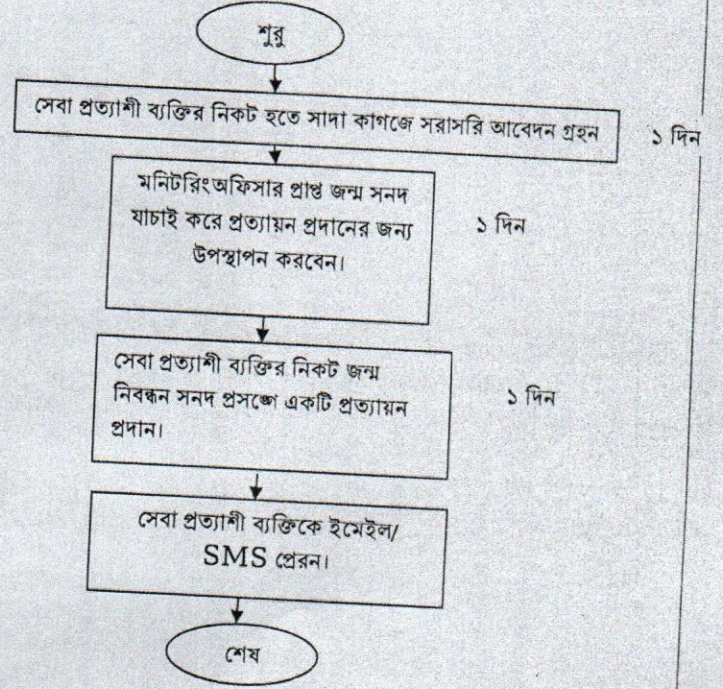 শুরু
সেবা প্রত্যাশী ব্যক্তির নিকট হতে সাদা কাগজে সরাসরি আবেদন গ্রহন
১ দিন
মনিটরিংঅফিসার প্রাপ্ত জন্ম সনদ
যাচাই করে প্রত্যায়ন প্রদানের জন্য
উপস্থাপন করবেন।
১ দিন
সেবা প্রত্যাশী ব্যক্তির নিকট জন্ম
নিবন্ধন সনদ প্রসঙ্গে একটি প্রত্যায়ন
প্রদান।
১ দিন
সেবা প্রত্যাশী ব্যক্তিকে ইমেইল/
SMS প্রেরন।
শেষ